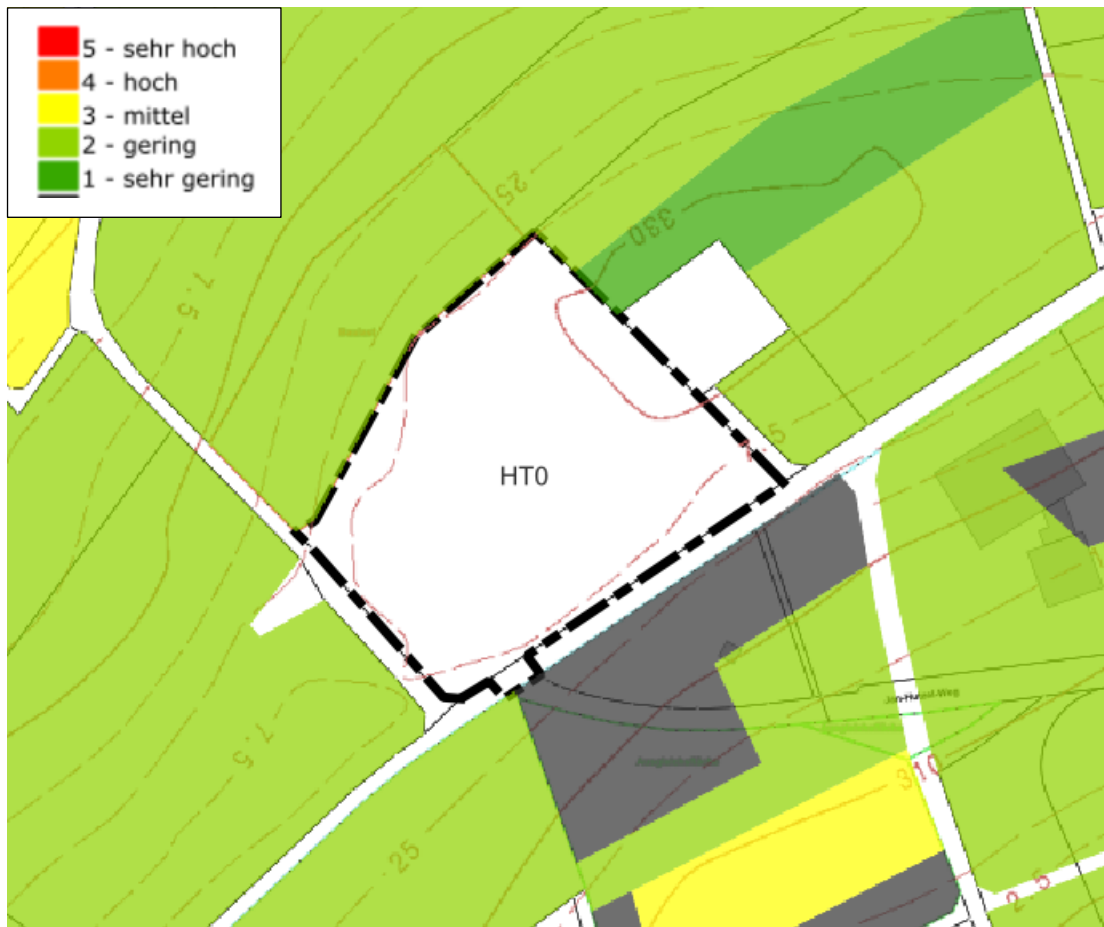 5 - sehr hoch
4 - hoch
3 - mittel
2 - gering
1 - sehr gering
25
330
7.5
HT0
7.5
310
25
2.5